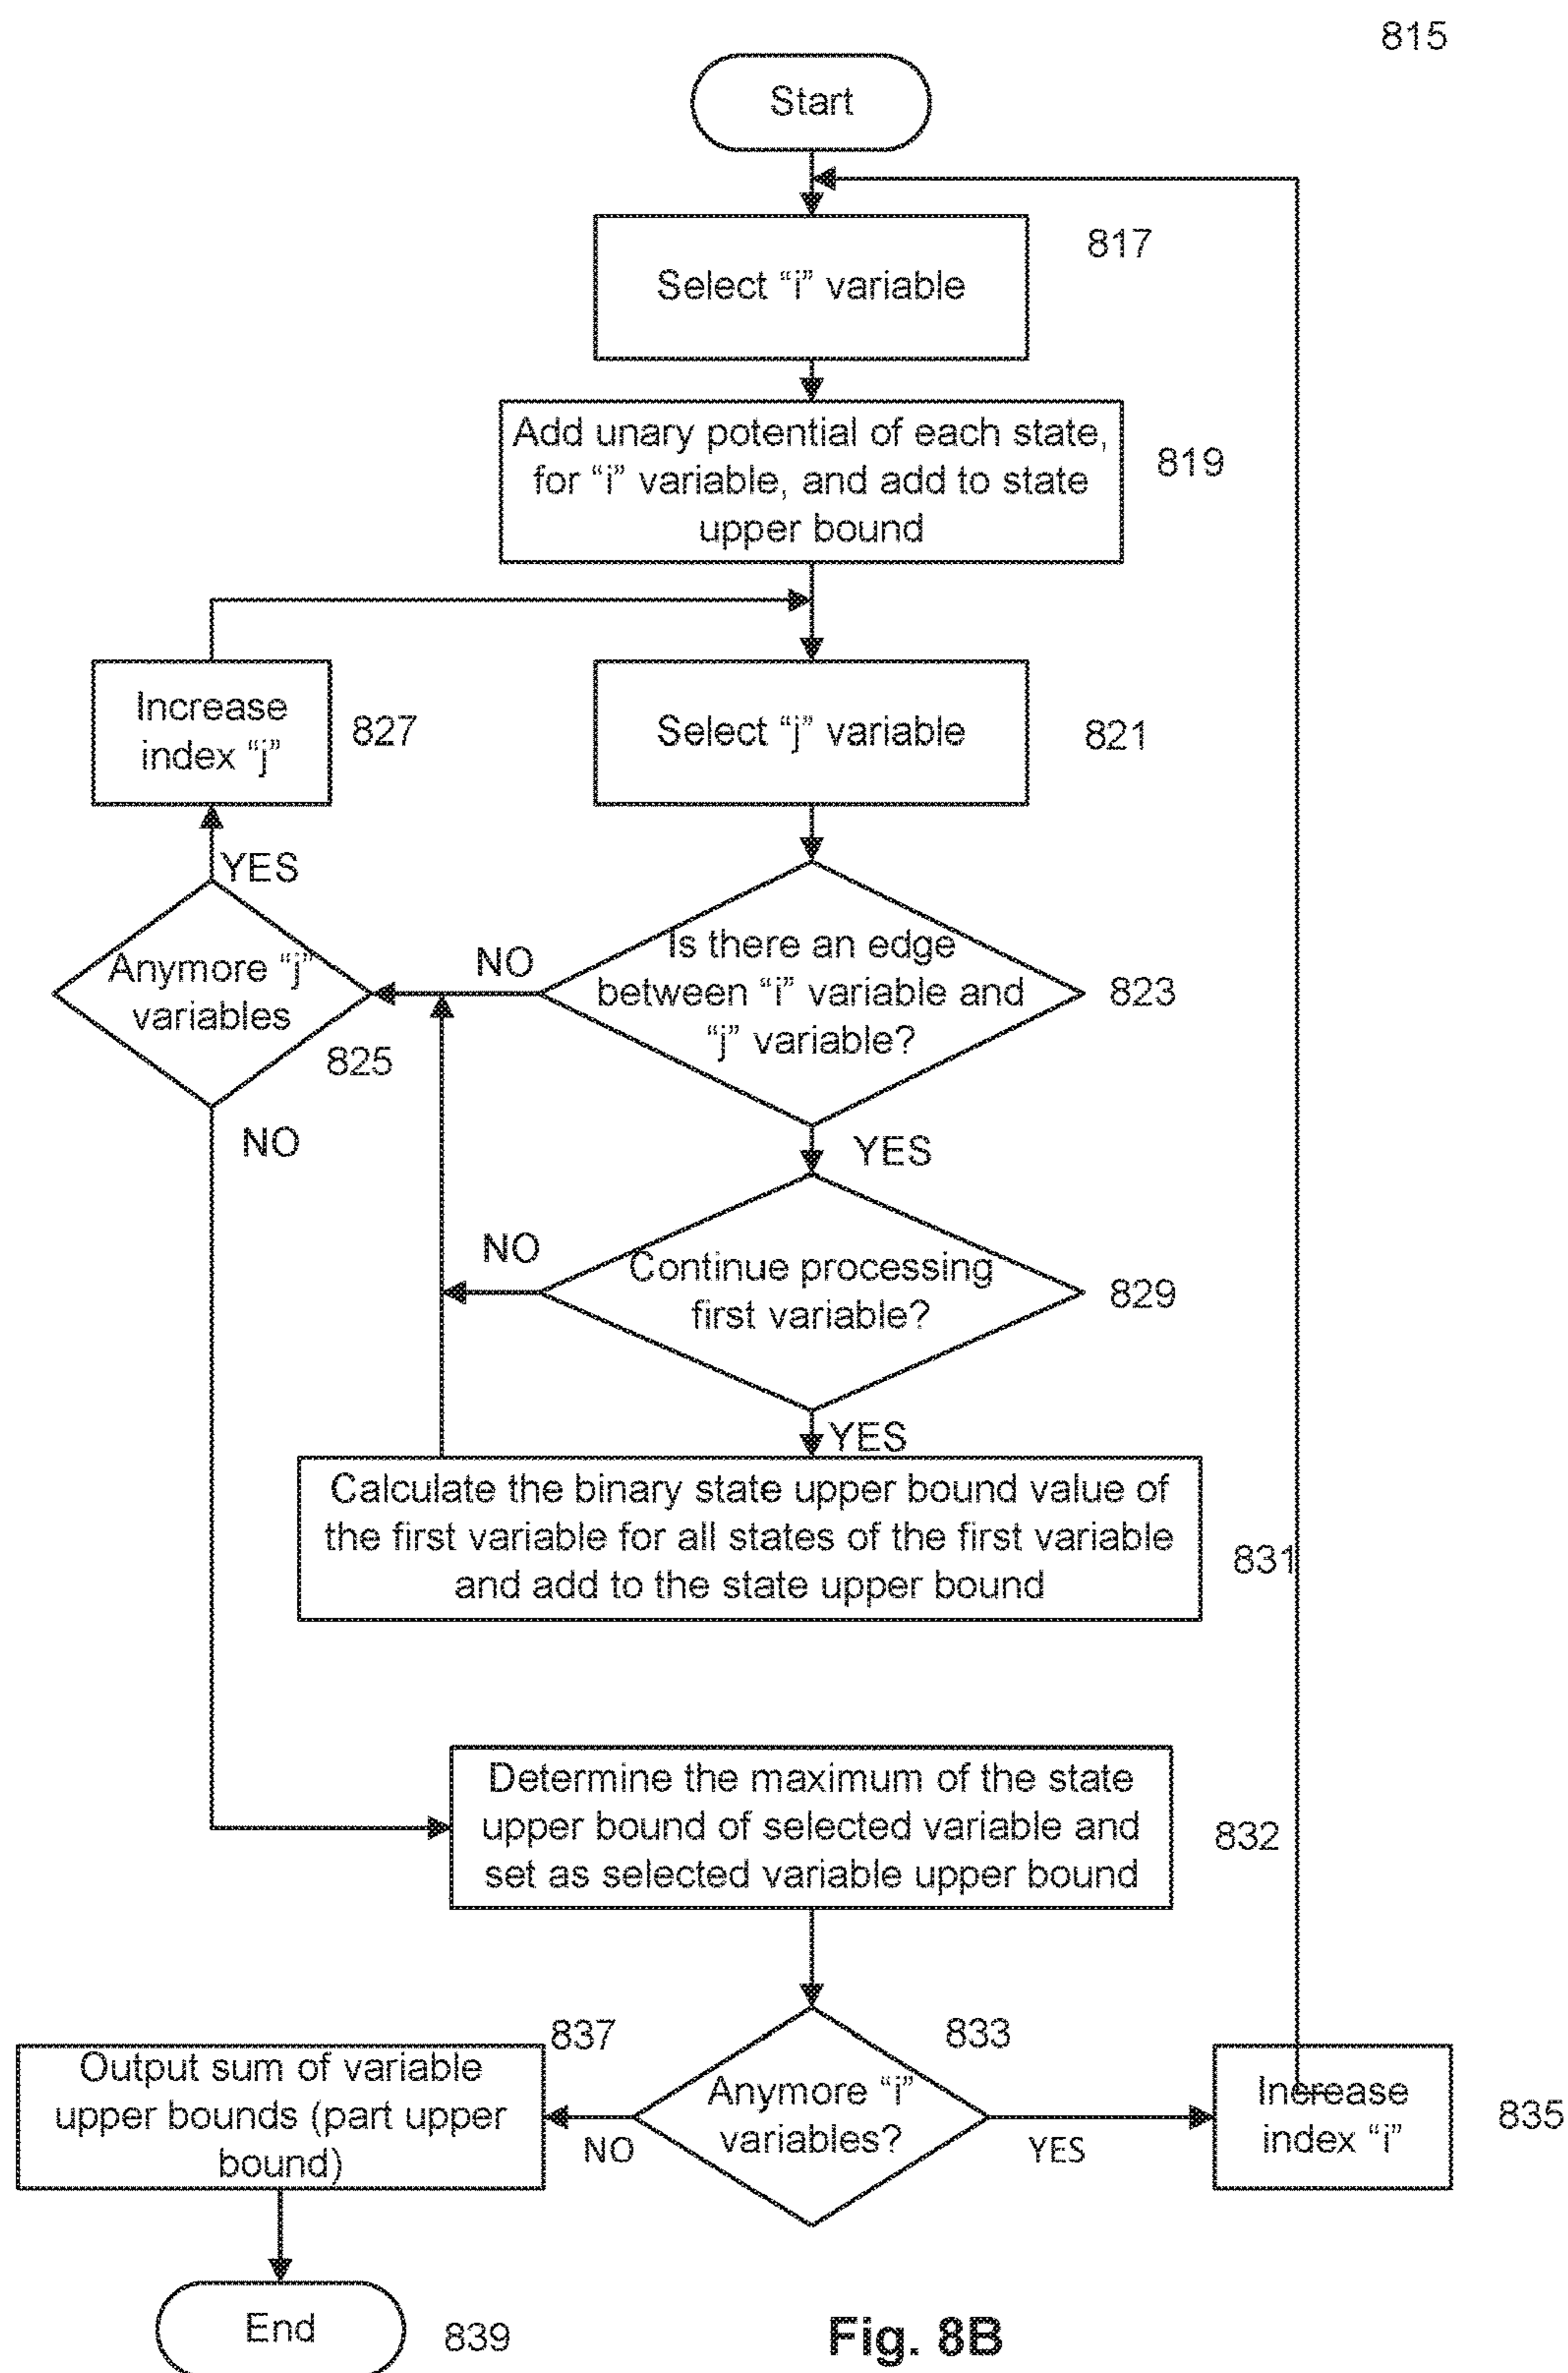 815
Start
Select “i” variable
817
Add unary potential of each state,
for “i” variable, and add to state
upper bound
819
Increase
index “j”
827
Select “j” variable
821
YES
Anymore “j”
variables
825
NO
NO
Is there an edge
between “i” variable and
“j” variable?
823
YES
NO
Continue processing
first variable?
829
YES
Calculate the binary state upper bound value of
the first variable for all states of the first variable
and add to the state upper bound
831
Determine the maximum of the state
upper bound of selected variable and
set as selected variable upper bound
832
837
Output sum of variable
upper bounds (part upper
bound)
NO
833
Anymore “i”
variables?
YES
Increase
index “i”
835
End
839
Fig. 8B